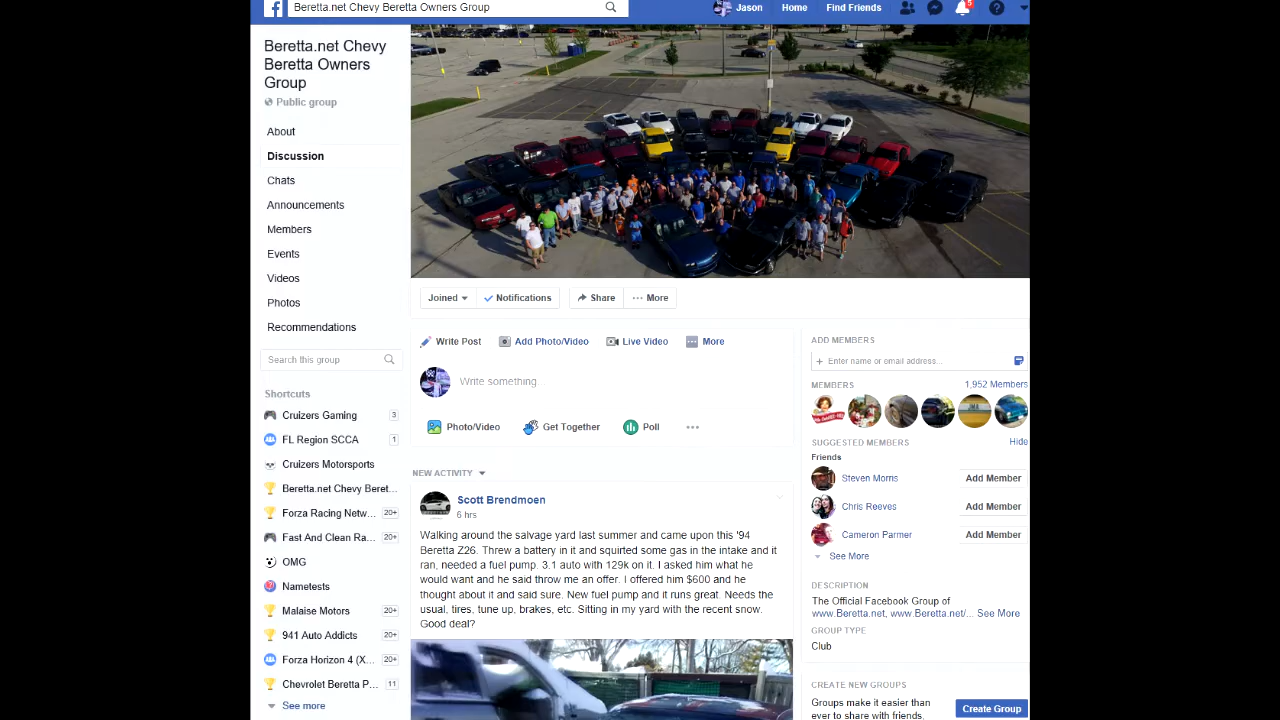 Beretta.net Chevy Beretta Owners Group
Jason
Home
Find Friends
5
Beretta.net Chevy
Beretta Owners
Group
Public group
About
Discussion
Chats
Announcements
Members
Events
Videos
Photos
Recommendations
Search this group
Shortcuts
Cruizers Gaming 3
FL Region SCCA 1
Cruizers Motorsports
Beretta.net Chevy Beret...
Forza Racing Netw... 20+
Fast And Clean Ra... 20+
OMG
Nametests
Malaise Motors 20+
941 Auto Addicts 20+
Forza Horizon 4 (X... 20+
Chevrolet Beretta P... 11
See more
Joined
Notifications
Share
More
Write Post
Add Photo/Video
Live Video
More
Write something...
Photo/Video
Get Together
Poll
NEW ACTIVITY
Scott Brendmoen
6 hrs
Walking around the salvage yard last summer and came upon this '94
Beretta Z26. Threw a battery in it and squirted some gas in the intake and it
ran, needed a fuel pump. 3.1 auto with 129k on it. I asked him what he
would want and he said throw me an offer. I offered him $600 and he
thought about it and said sure. New fuel pump and it runs great. Needs the
usual, tires, tune up, brakes, etc. Sitting in my yard with the recent snow.
Good deal?
ADD MEMBERS
+ Enter name or email address...
MEMBERS
1,952 Members
SUGGESTED MEMBERS
Hide
Friends
Steven Morris
Add Member
Chris Reeves
Add Member
Cameron Parmer
Add Member
See More
DESCRIPTION
The Official Facebook Group of
www.Beretta.net, www.Beretta.net/... See More
GROUP TYPE
Club
CREATE NEW GROUPS
Groups make it easier than
ever to share with friends,
Create Group